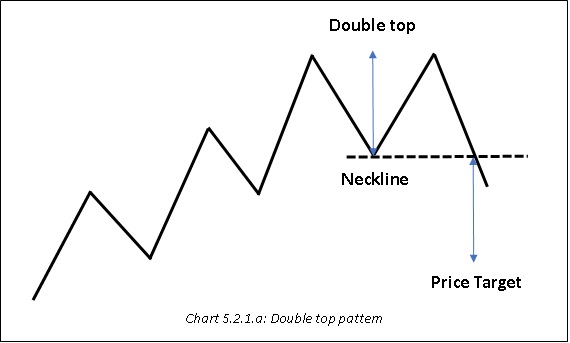 Double top
Neckline
Price Target
Chart 5.2.1.a: Double top pattern